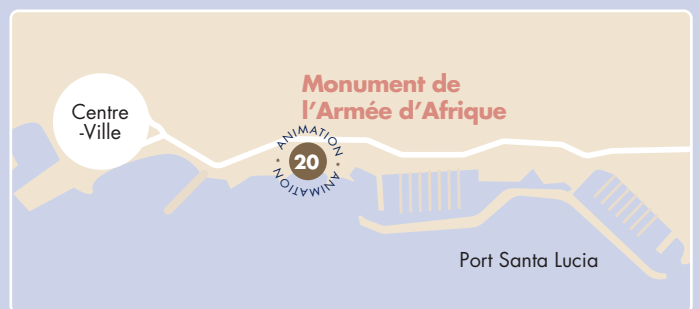 Monument de
l'Armée d'Afrique
Centre
-Ville
ANIMATION · ANIMATION ·
20
Port Santa Lucia